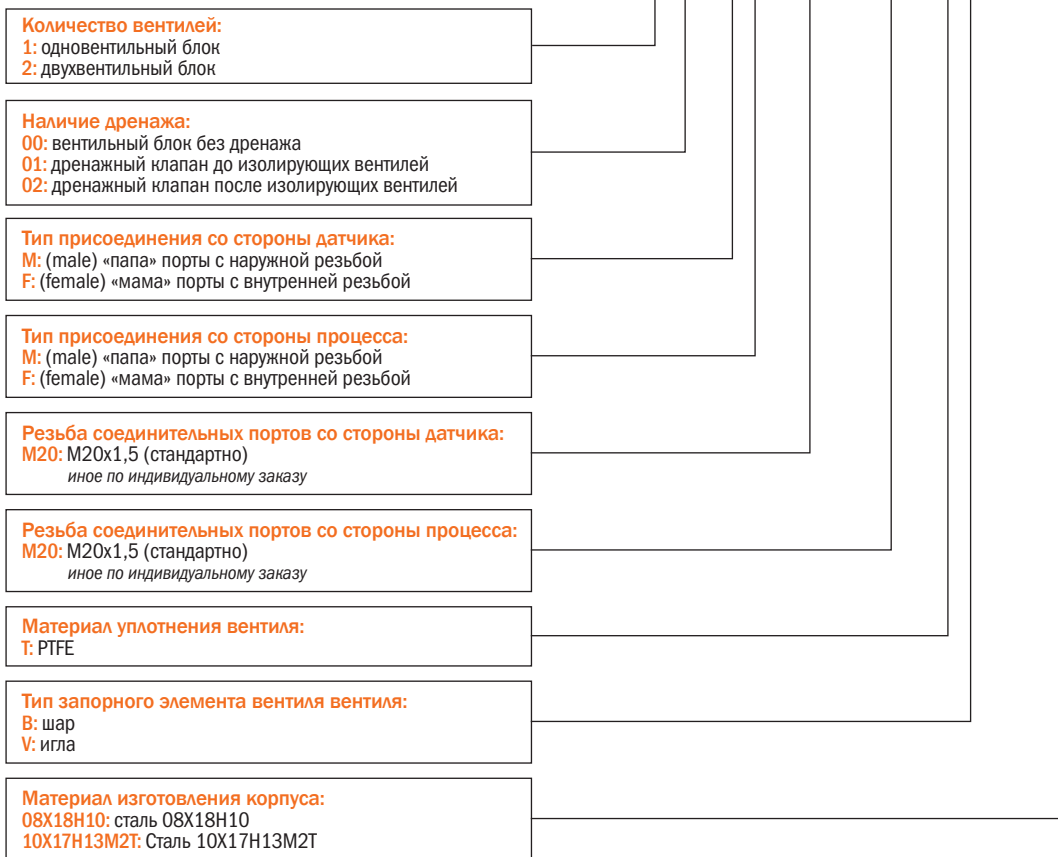 Количество вентилей:
1: одновентильный блок
2: двухвентильный блок
Наличие дренажа:
00: вентильный блок без дренажа
01: дренажный клапан до изолирующих вентилей
02: дренажный клапан после изолирующих вентилей
Тип присоединения со стороны датчика:
M: (male) «папа» порты с наружной резьбой
F: (female) «мама» порты с внутренней резьбой
Тип присоединения со стороны процесса:
M: (male) «папа» порты с наружной резьбой
F: (female) «мама» порты с внутренней резьбой
Резьба соединительных портов со стороны датчика:
M20: M20x1,5 (стандартно)
иное по индивидуальному заказу
Резьба соединительных портов со стороны процесса:
M20: M20x1,5 (стандартно)
иное по индивидуальному заказу
Материал уплотнения вентиля:
T: PTFE
Тип запорного элемента вентиля вентиля:
B: шар
V: игла
Материал изготовления корпуса:
08Х18Н10: сталь 08Х18Н10
10Х17Н13М2Т: Сталь 10Х17Н13М2Т